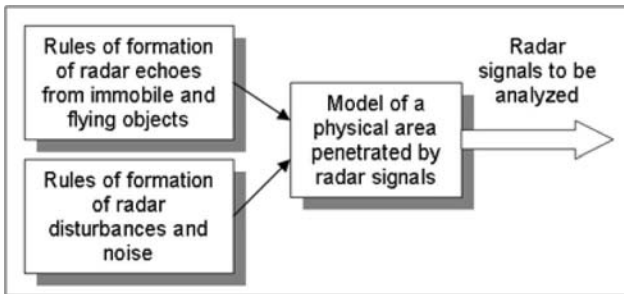 Rules of formation
of radar echoes
from immobile and
flying objects
Rules of formation
of radar
disturbances and
noise
Model of a
physical area
penetrated by
radar signals
Radar
signals to be
analyzed